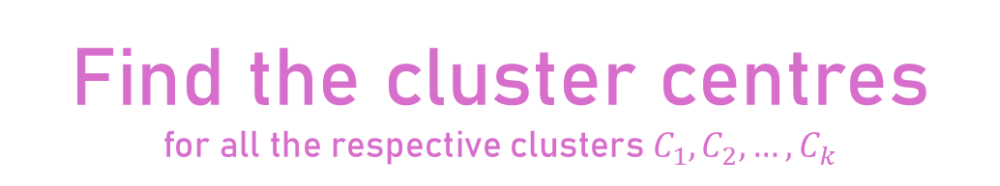 Find the cluster centres
for all the respective clusters C₁, C₂, … , Cₖ